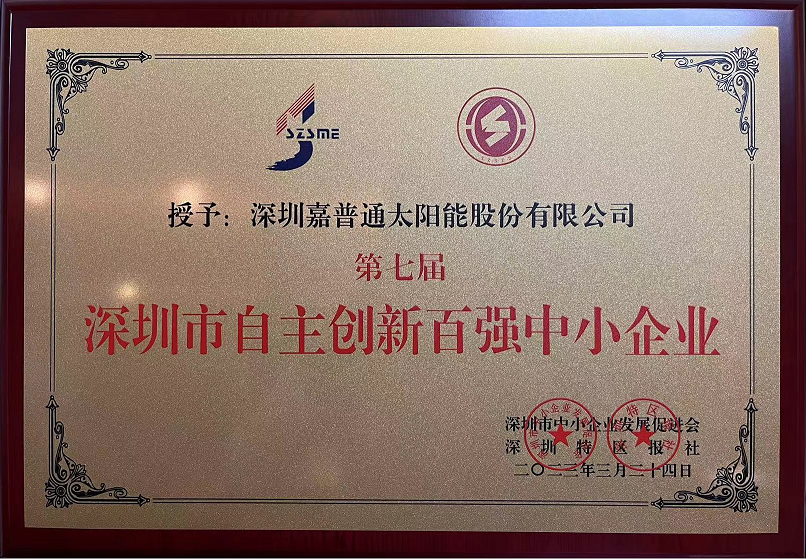 SZSME
授予：深圳嘉普通太阳能股份有限公司
第七届
深圳市自主创新百强中小企业
深圳市中小企业发展促进会
深圳特区报社
二〇二三年三月二十四日